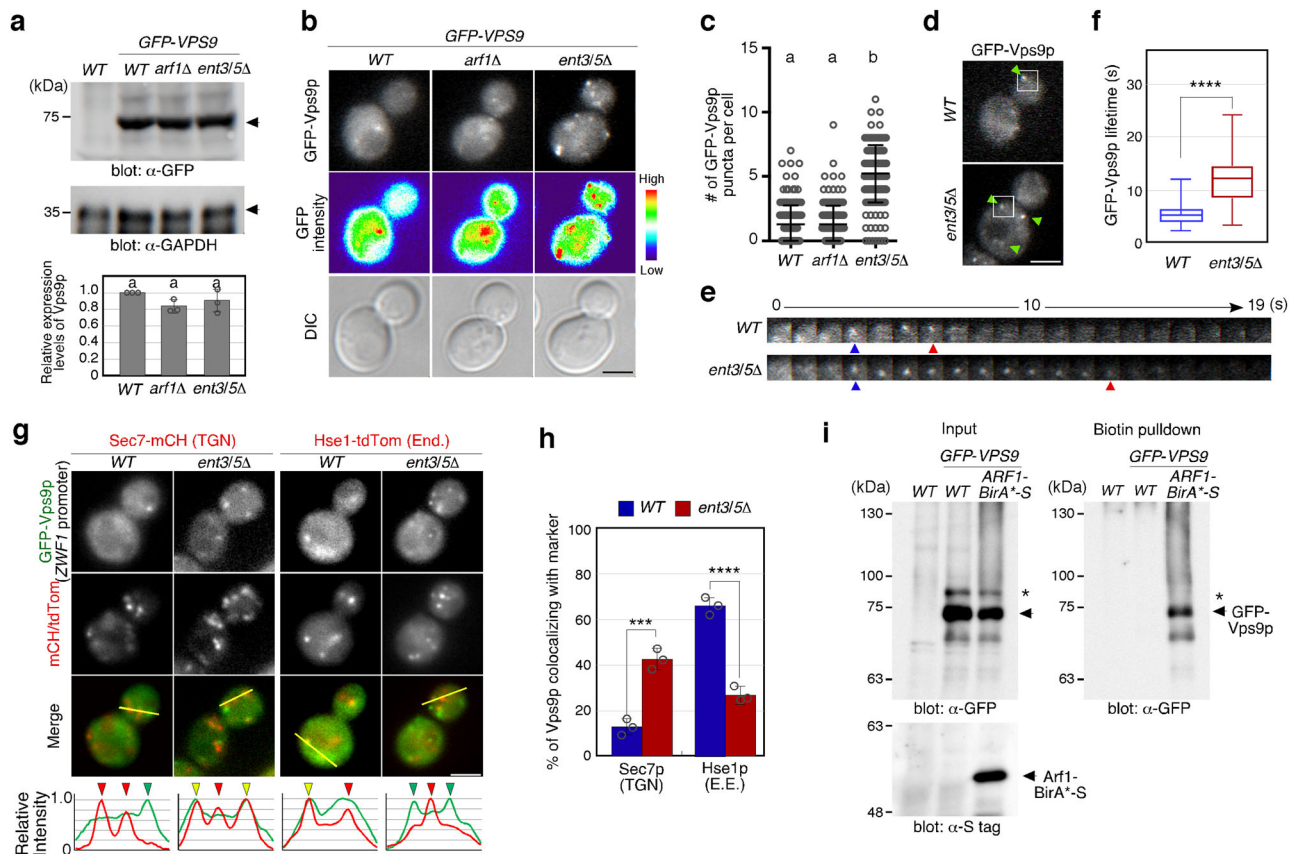 a
GFP-VPS9
(kDa) WT WT arf1Δ ent3/5Δ
75
blot: α-GFP
35
blot: α-GAPDH
Relative expression
levels of Vps9p
1.0
0.8
0.6
0.4
0.2
0
a a a
WT arf1Δ ent3/5Δ
b
GFP-VPS9
WT arf1Δ ent3/5Δ
GFP-Vps9p
GFP
intensity
High
Low
DIC
c
# of GFP-Vps9p
puncta per cell
15
10
5
0
a a b
WT arf1Δ ent3/5Δ
d
GFP-Vps9p
WT
ent3/5Δ
f
GFP-Vps9p lifetime (s)
30
20
10
0
****
WT ent3/5Δ
e
0 10 19 (s)
WT
ent3/5Δ
g
Sec7-mCH (TGN) Hse1-tdTom (End.)
WT ent3/5Δ WT ent3/5Δ
GFP-Vps9p
(ZWF1 promoter)
mCH/tdTom
Merge
Relative
Intensity
1.0
0
h
WT ent3/5Δ
% of Vps9p colocalizing with marker
100
80
60
40
20
0
*** ****
Sec7p
(TGN)
Hse1p
(E.E.)
i
Input Biotin pulldown
GFP-VPS9 GFP-VPS9
(kDa) WT WT ARF1-
BirA*-S
(kDa) WT WT ARF1-
BirA*-S
130
100
75
63
*
blot: α-GFP
130
100
75
63
*
GFP-
Vps9p
blot: α-GFP
63
48
Arf1-
BirA*-S
blot: α-S tag